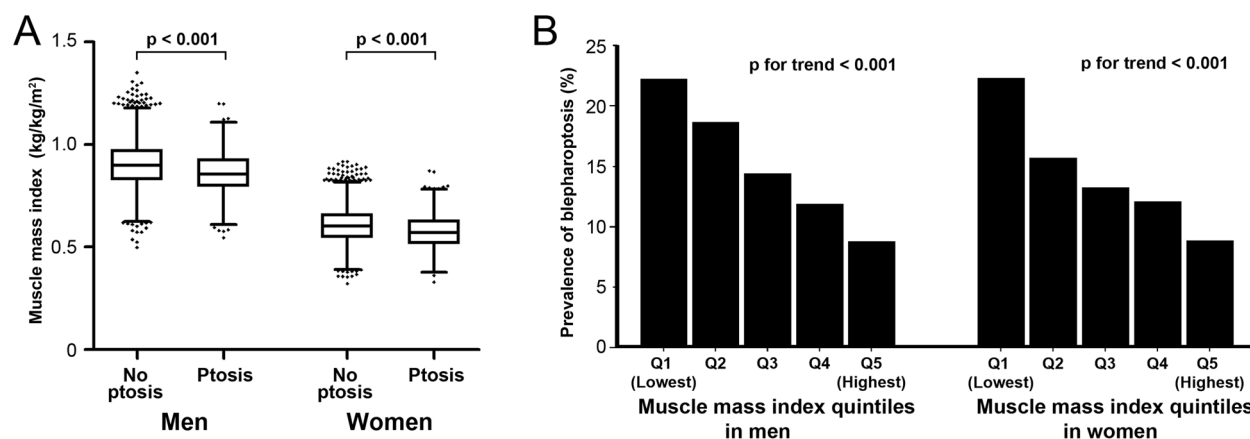 A
Muscle mass index (kg/kg/m²)
1.5
1.0
0.5
0
p < 0.001
p < 0.001
No
ptosis
Ptosis
No
ptosis
Ptosis
Men
Women
B
Prevalence of blepharoptosis (%)
25
20
15
10
5
0
p for trend < 0.001
p for trend < 0.001
Q1
(Lowest)
Q2
Q3
Q4
Q5
(Highest)
Muscle mass index quintiles
in men
Q1
(Lowest)
Q2
Q3
Q4
Q5
(Highest)
Muscle mass index quintiles
in women